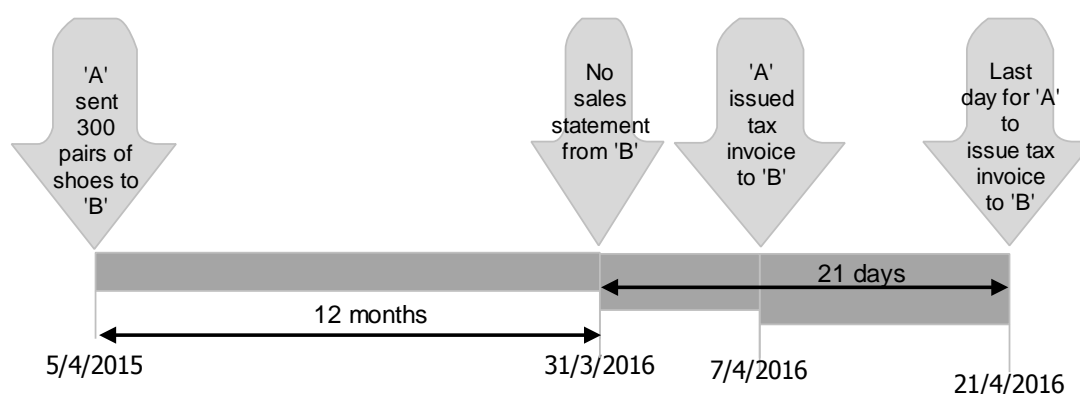 'A'
sent
300
pairs of
shoes to
'B'
No
sales
statement
from 'B'
'A'
issued
tax
invoice
to 'B'
Last
day for 'A'
to
issue tax
invoice
to 'B'
21 days
12 months
5/4/2015
31/3/2016
7/4/2016
21/4/2016